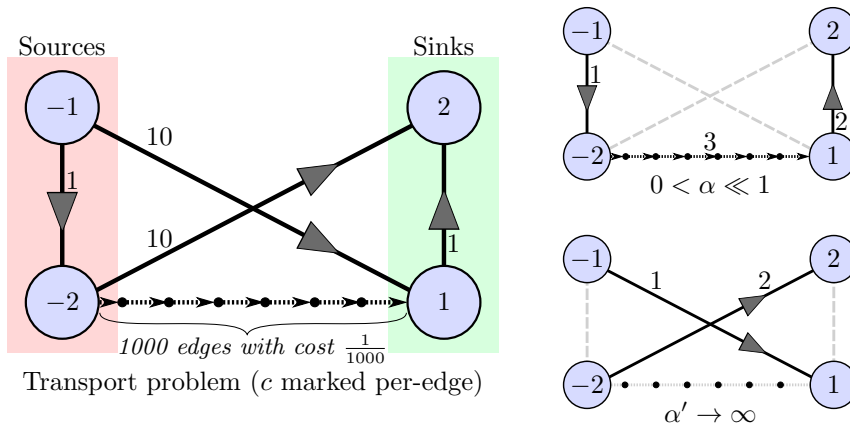 Sources Sinks
−1 2
10
1
10
1
−2 1
1000 edges with cost 1/1000
Transport problem (c marked per-edge)
−1 2
1
3 2
−2 1
0 < α ≪ 1
−1 2
1 2
−2 1
α′ → ∞